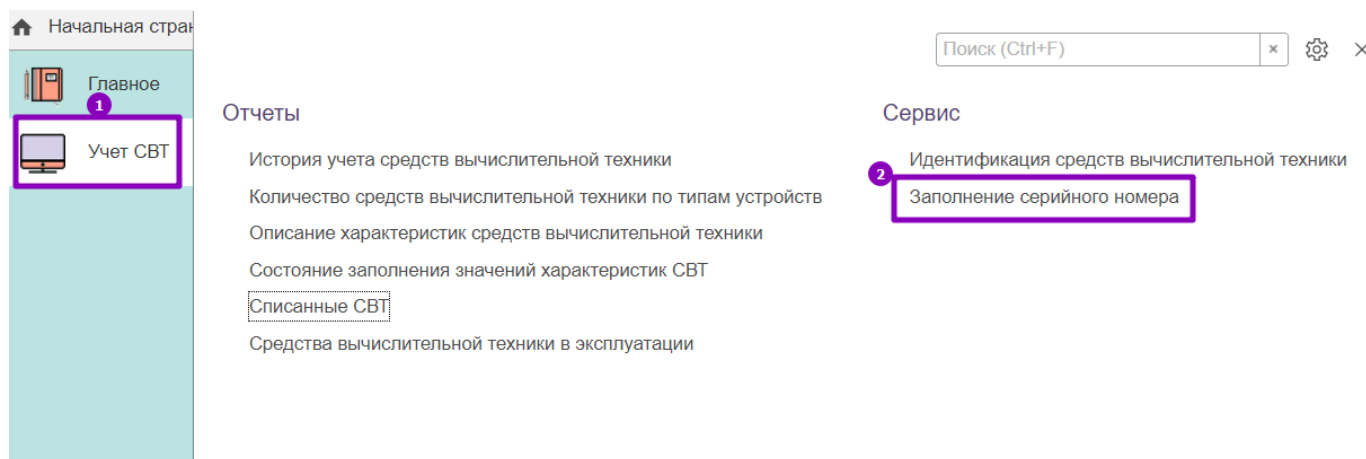 Начальная стран
Поиск (Ctrl+F)
Главное
1
Учет СВТ
Отчеты
История учета средств вычислительной техники
Количество средств вычислительной техники по типам устройств
Описание характеристик средств вычислительной техники
Состояние заполнения значений характеристик СВТ
Списанные СВТ
Средства вычислительной техники в эксплуатации
Сервис
Идентификация средств вычислительной техники
2
Заполнение серийного номера